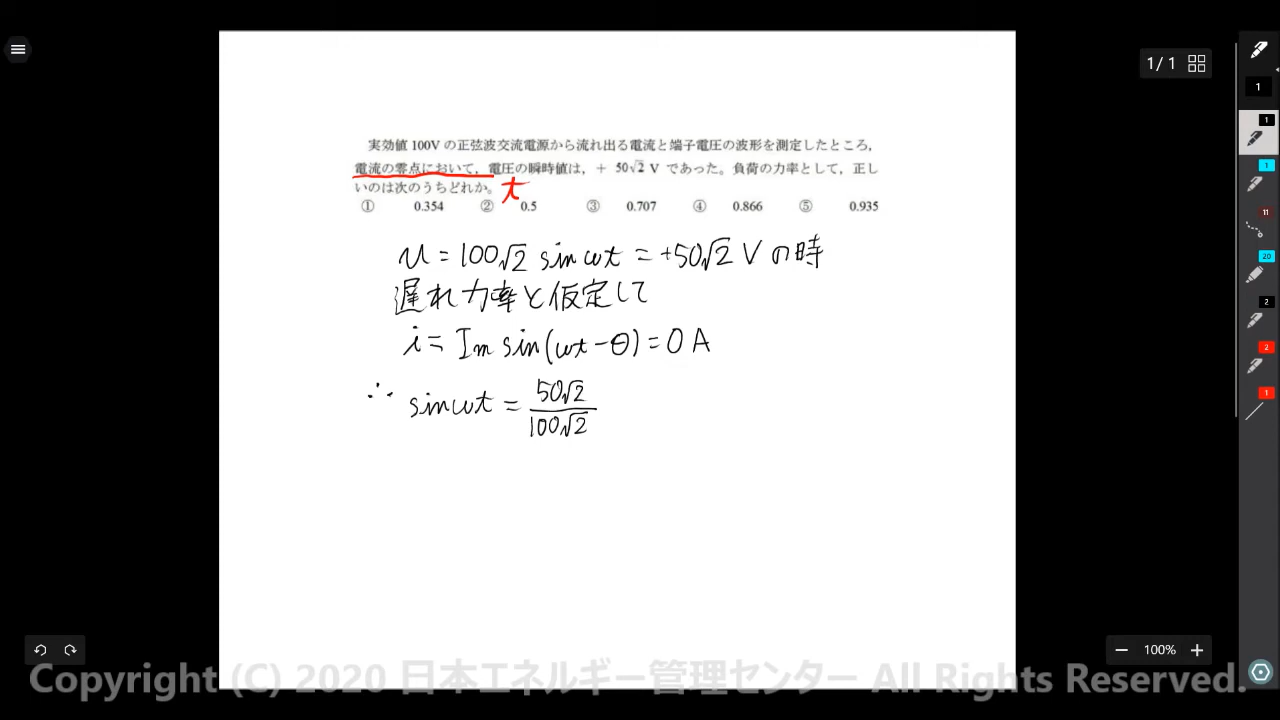 1/1
実効値 100V の正弦波交流電源から流れ出る電流と端子電圧の波形を測定したところ,
電流の零点において, 電圧の瞬時値は, + 50√2 V であった。負荷の力率として, 正し
いのは次のうちどれか。 t
① 0.354 ② 0.5 ③ 0.707 ④ 0.866 ⑤ 0.935
u = 100√2 sin ωt = +50√2 V の時
遅れ力率と仮定して
i = Im sin(ωt − θ) = 0 A
∴ sin ωt = 50√2
100√2
1
1
1
11
20
2
2
1
100%
Copyright (C) 2020 日本エネルギー管理センター All Rights Reserved.